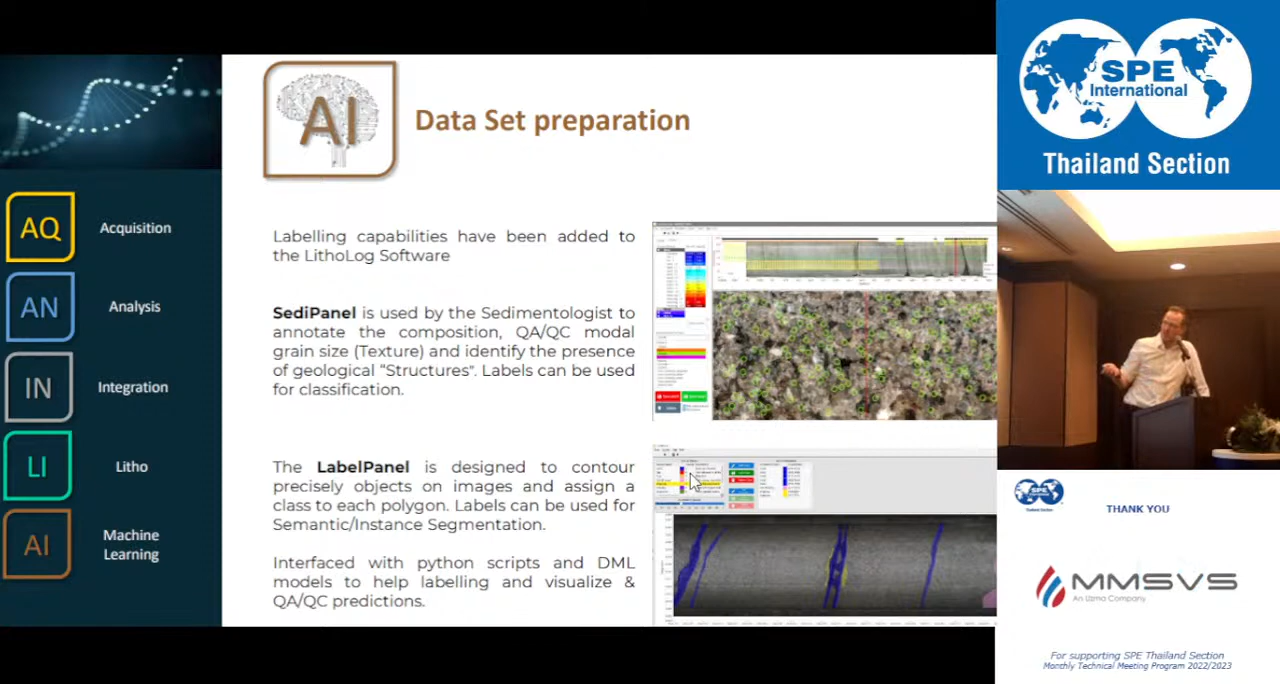 AI
Data Set preparation
AQ
Acquisition
AN
Analysis
IN
Integration
LI
Litho
AI
Machine
Learning
Labelling capabilities have been added to
the LithoLog Software
SediPanel is used by the Sedimentologist to
annotate the composition, QA/QC modal
grain size (Texture) and identify the presence
of geological "Structures". Labels can be used
for classification.
The LabelPanel is designed to contour
precisely objects on images and assign a
class to each polygon. Labels can be used for
Semantic/Instance Segmentation.
Interfaced with python scripts and DML
models to help labelling and visualize &
QA/QC predictions.
SPE
International
Thailand Section
THANK YOU
MMSVS
An Uzma Company
For supporting SPE Thailand Section
Monthly Technical Meeting Program 2022/2023